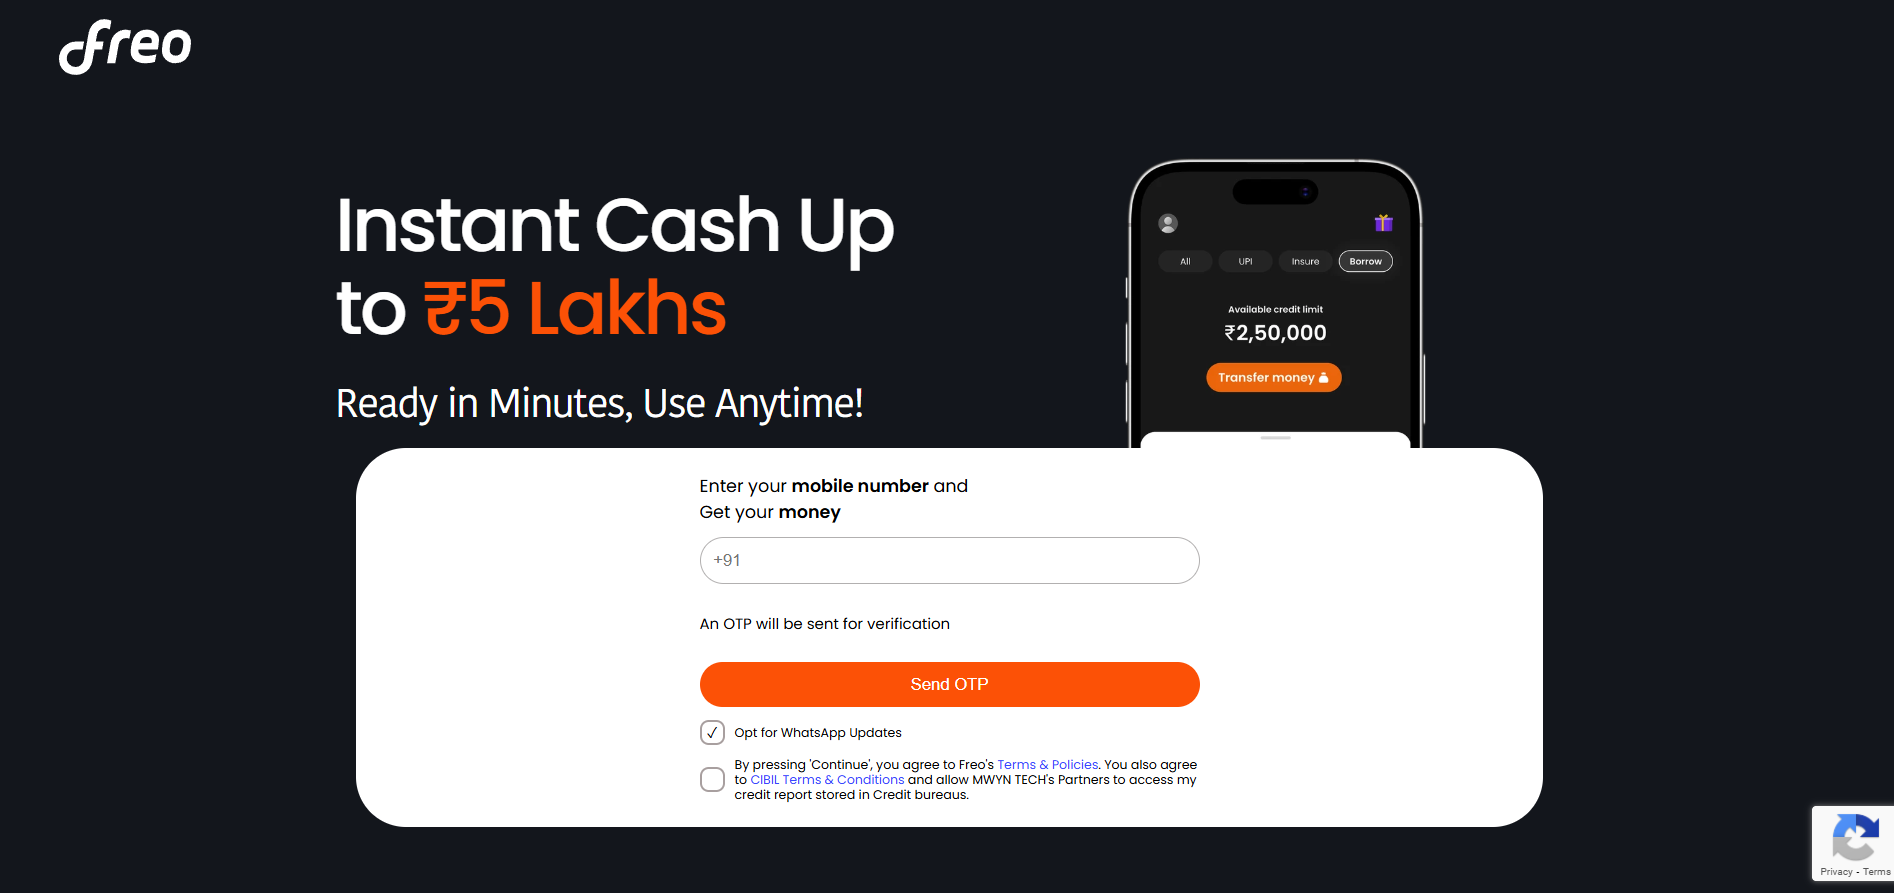 freo
Instant Cash Up
to ₹5 Lakhs
Ready in Minutes, Use Anytime!
All
UPI
Insure
Borrow
Available credit limit
₹2,50,000
Transfer money
Enter your mobile number and
Get your money
+91
An OTP will be sent for verification
Send OTP
Opt for WhatsApp Updates
By pressing 'Continue', you agree to Freo's Terms & Policies. You also agree
to CIBIL Terms & Conditions and allow MWYN TECH's Partners to access my
credit report stored in Credit bureaus.
Privacy - Terms